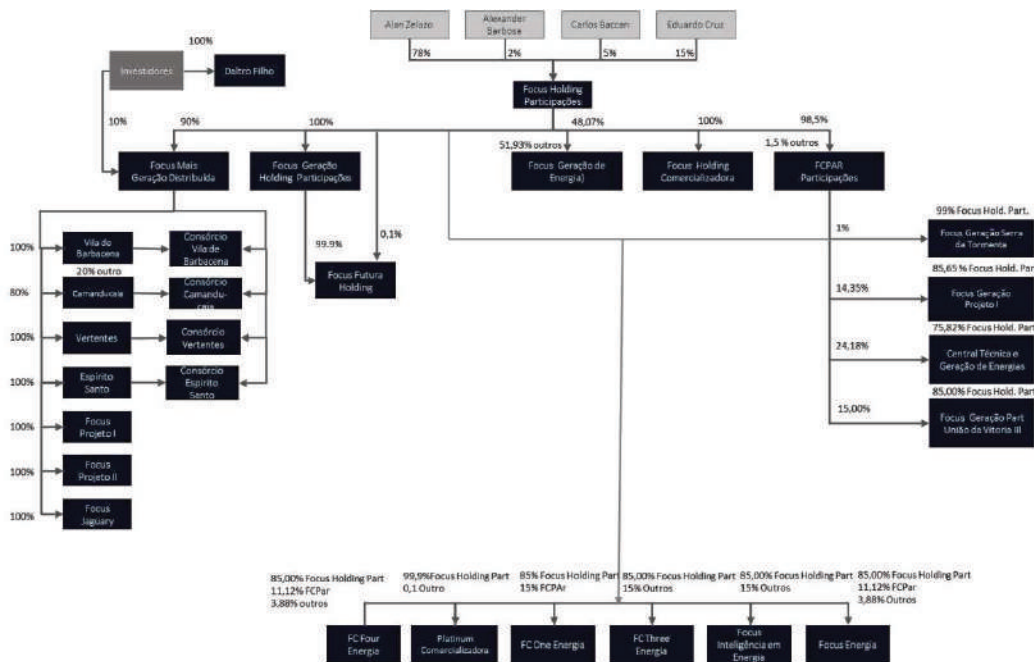 Alan Zelazo
Alexander
Barbosa
Carlos Baccan
Eduardo Cruz
78%
2%
5%
15%
100%
Investidores
Daltro Filho
Focus Holding
Participações
10%
90%
100%
48,07%
100%
98,5%
51,93% outros
1,5 % outros
Focus Mais
Geração Distribuída
Focus Geração
Holding Participações
Focus Geração de
Energia)
Focus Holding
Comercializadora
FCPAR
Participações
99% Focus Hold. Part.
100%
Vila de
Barbacena
Consórcio
Vila de
Barbacena
99.9%
0,1%
1%
Focus Geração Serra
da Tormenta
20% outro
Focus Futura
Holding
85,65% Focus Hold. Part
80%
Camanducaia
Consórcio
Camandu-
caia
14,35%
Focus Geração
Projeto I
75,82% Focus Hold. Part
100%
Vertentes
Consórcio
Vertentes
24,18%
Central Técnica e
Geração de Energias
100%
Espírito
Santo
Consórcio
Espírito
Santo
85,00% Focus Hold. Part
15,00%
Focus Geração Part
União da Vitoria III
100%
Focus
Projeto I
100%
Focus
Projeto II
100%
Focus
Jaguary
85,00% Focus Holding Part
11,12% FCPar
3,88% outros
99,9%Focus Holding Part
0,1 Outro
85% Focus Holding Part
15% FCPAr
85,00% Focus Holding Part
15% Outros
85,00% Focus Holding Part
15% Outros
85,00% Focus Holding Part
11,12% FCPar
3,88% Outros
FC Four
Energia
Platinum
Comercializadora
FC One Energia
FC Three
Energia
Focus
Inteligência em
Energia
Focus Energia